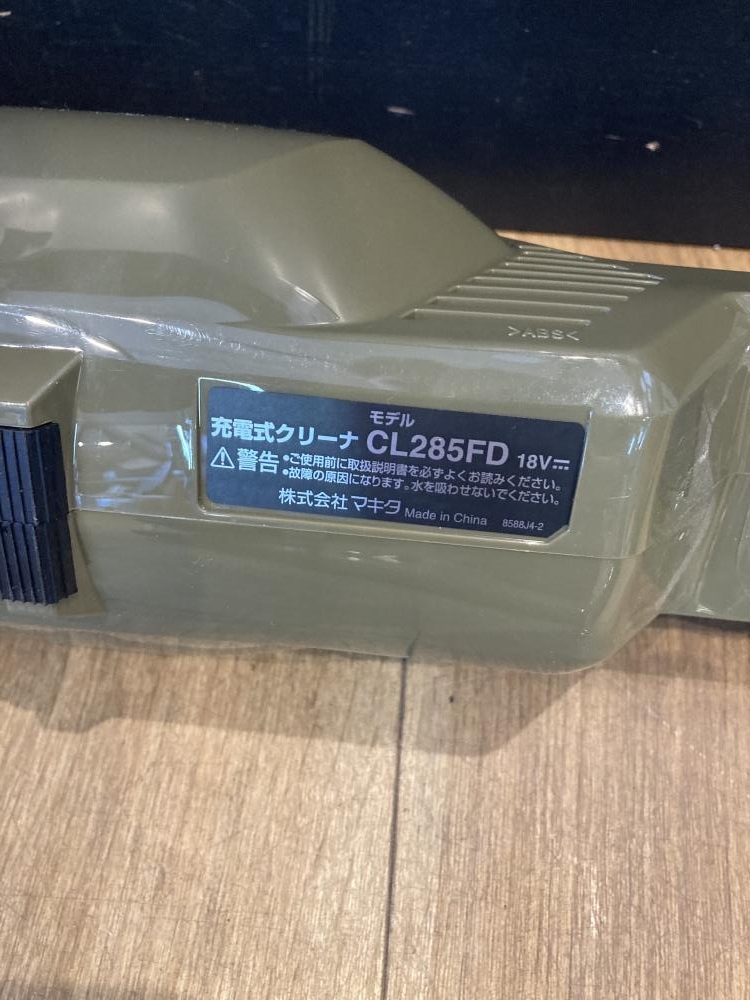 >ABS<
モデル
充電式クリーナ CL285FD 18V⎓
⚠警告 •ご使用前に取扱説明書を必ずよくお読みください。
•故障の原因になります。水を吸わせないでください。
株式会社 マキタ Made in China 8588J4-2